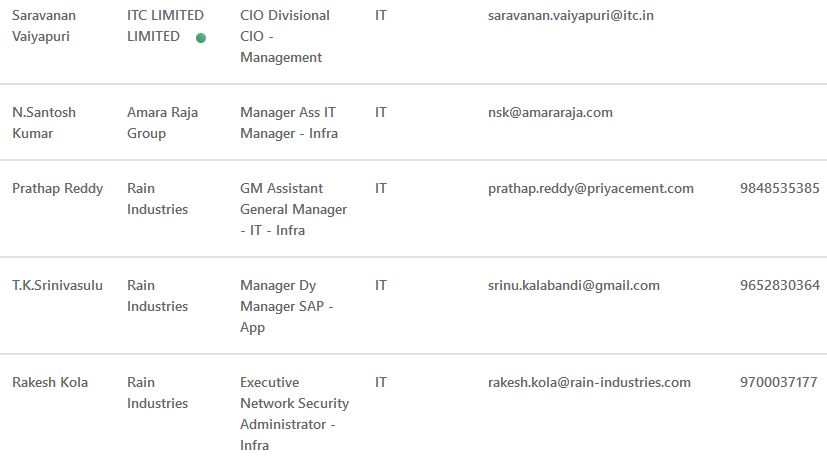 Saravanan ITC LIMITED CIO Divisional IT saravanan.vaiyapuri@itc.in
Vaiyapuri LIMITED CIO -
Management
N.Santosh Amara Raja Manager Ass IT IT nsk@amararaja.com
Kumar Group Manager - Infra
Prathap Reddy Rain GM Assistant IT prathap.reddy@priyacement.com 9848535385
Industries General Manager
- IT - Infra
T.K.Srinivasulu Rain Manager Dy IT srinu.kalabandi@gmail.com 9652830364
Industries Manager SAP -
App
Rakesh Kola Rain Executive IT rakesh.kola@rain-industries.com 9700037177
Industries Network Security
Administrator -
Infra